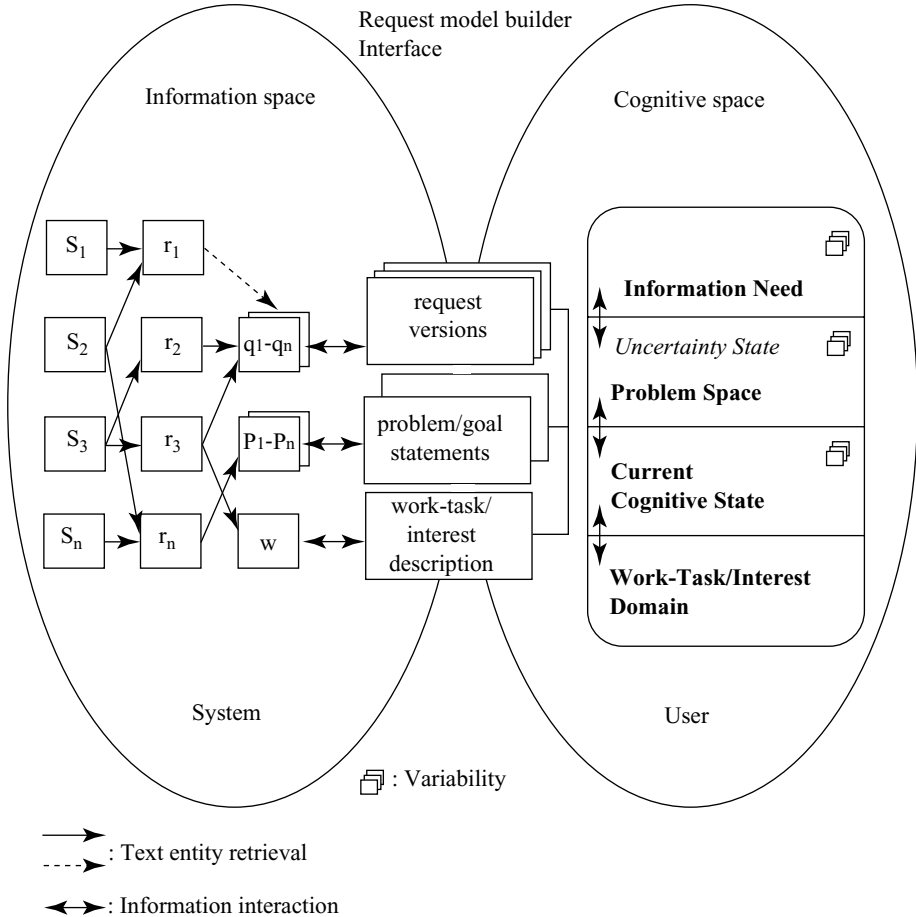 Request model builder
Interface
Information space
Cognitive space
S1
r1
S2
r2
q1-qn
S3
r3
P1-Pn
Sn
rn
w
request
versions
problem/goal
statements
work-task/
interest
description
Information Need
Uncertainty State
Problem Space
Current
Cognitive State
Work-Task/Interest
Domain
System
User
: Variability
: Text entity retrieval
: Information interaction